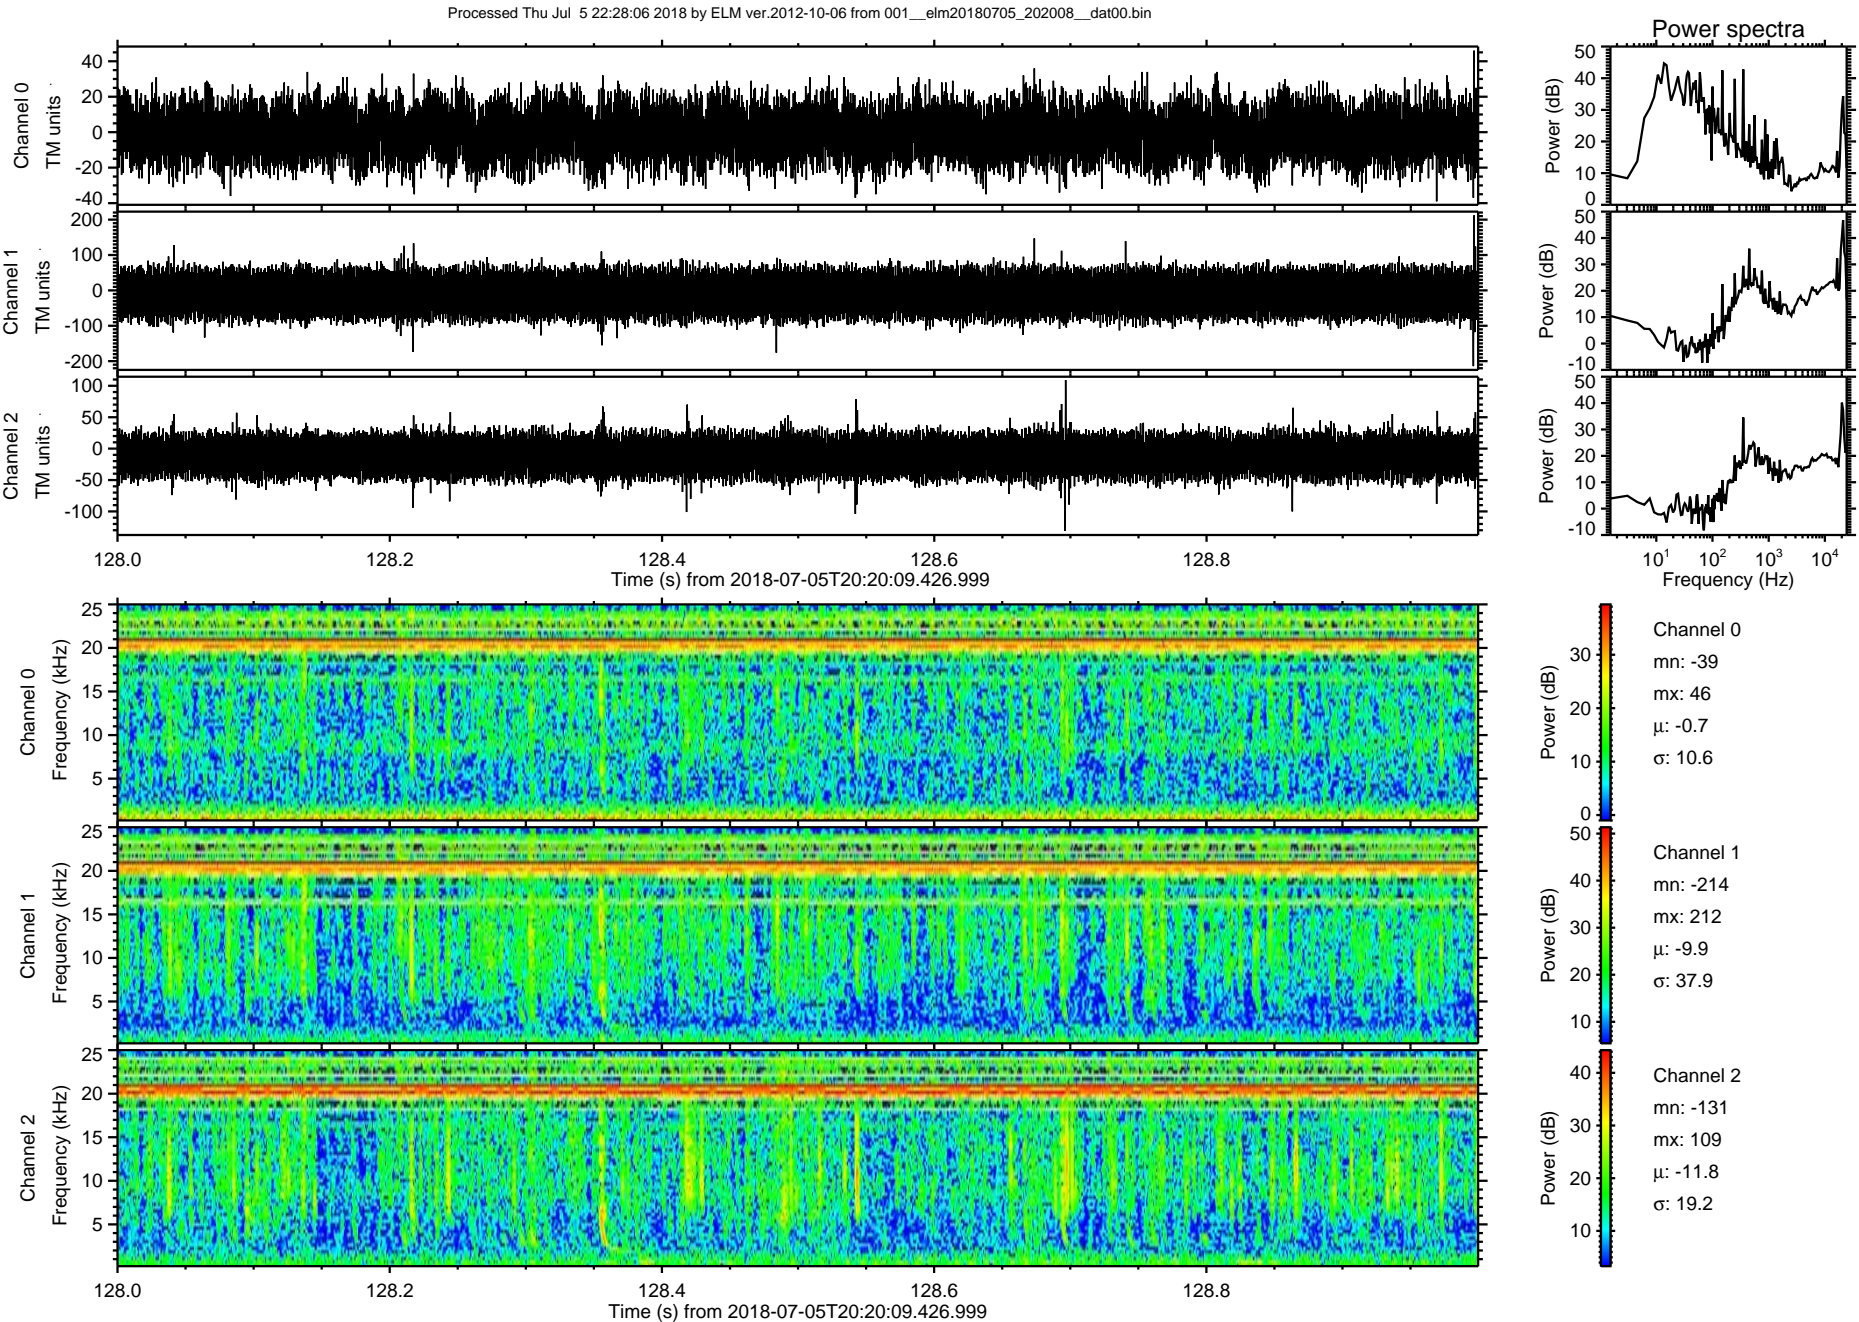 Processed Thu Jul  5 22:28:06 2018 by ELM ver.2012-10-06 from 001__elm20180705_202008__dat00.bin
Power spectra
Channel 0
TM units
40
20
0
-20
-40
Power (dB)
50
40
30
20
10
0
Channel 1
TM units
200
100
0
-100
-200
Power (dB)
50
40
30
20
10
0
-10
Channel 2
TM units
100
50
0
-50
-100
Power (dB)
50
40
30
20
10
0
-10
128.0 128.2 128.4 128.6 128.8
Time (s) from 2018-07-05T20:20:09.426.999
10¹ 10² 10³ 10⁴
Frequency (Hz)
Channel 0
Frequency (kHz)
25
20
15
10
5
Power (dB)
30
20
10
0
Channel 0
mn: -39
mx: 46
μ: -0.7
σ: 10.6
Channel 1
Frequency (kHz)
25
20
15
10
5
Power (dB)
50
40
30
20
10
Channel 1
mn: -214
mx: 212
μ: -9.9
σ: 37.9
Channel 2
Frequency (kHz)
25
20
15
10
5
Power (dB)
40
30
20
10
Channel 2
mn: -131
mx: 109
μ: -11.8
σ: 19.2
128.0 128.2 128.4 128.6 128.8
Time (s) from 2018-07-05T20:20:09.426.999